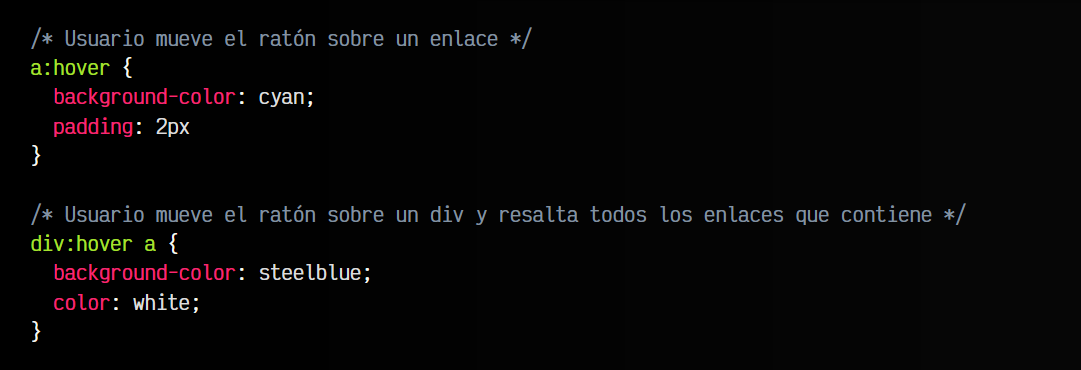 /* Usuario mueve el ratón sobre un enlace */
a:hover {
  background-color: cyan;
  padding: 2px
}

/* Usuario mueve el ratón sobre un div y resalta todos los enlaces que contiene */
div:hover a {
  background-color: steelblue;
  color: white;
}